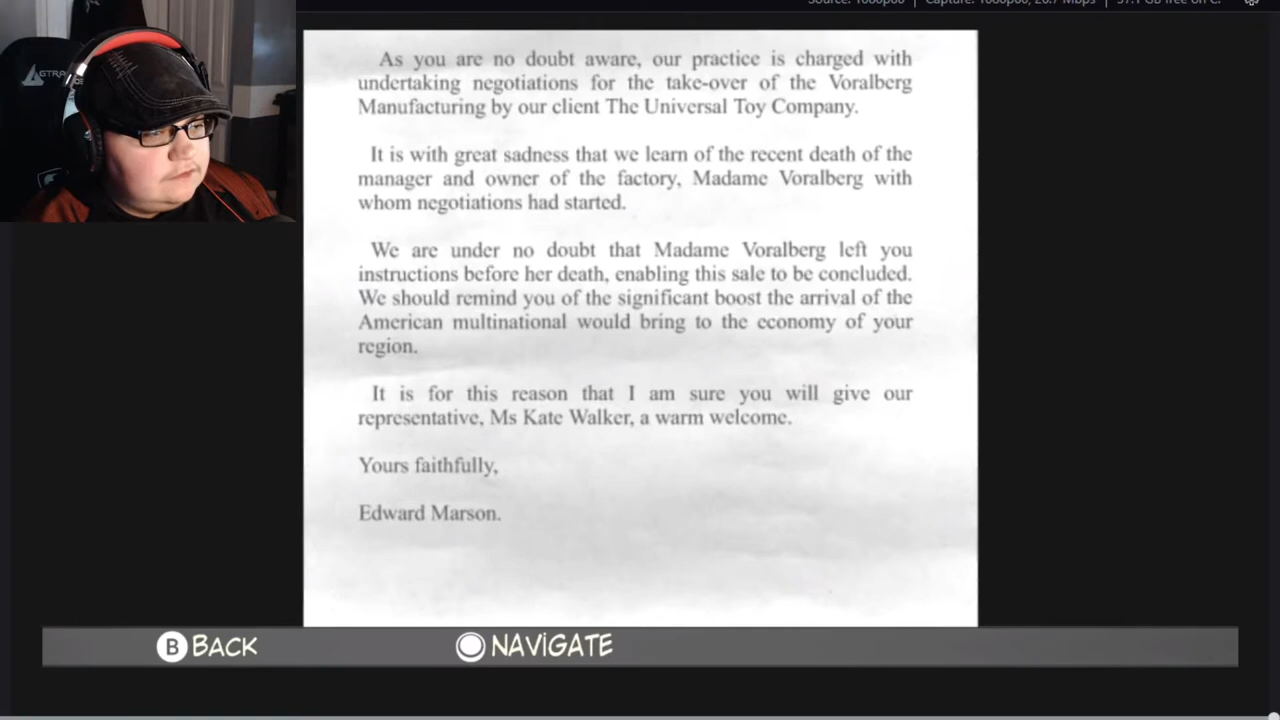 As you are no doubt aware, our practice is charged with
undertaking negotiations for the take-over of the Voralberg
Manufacturing by our client The Universal Toy Company.
It is with great sadness that we learn of the recent death of the
manager and owner of the factory, Madame Voralberg with
whom negotiations had started.
We are under no doubt that Madame Voralberg left you
instructions before her death, enabling this sale to be concluded.
We should remind you of the significant boost the arrival of the
American multinational would bring to the economy of your
region.
It is for this reason that I am sure you will give our
representative, Ms Kate Walker, a warm welcome.
Yours faithfully,
Edward Marson.
B BACK
NAVIGATE